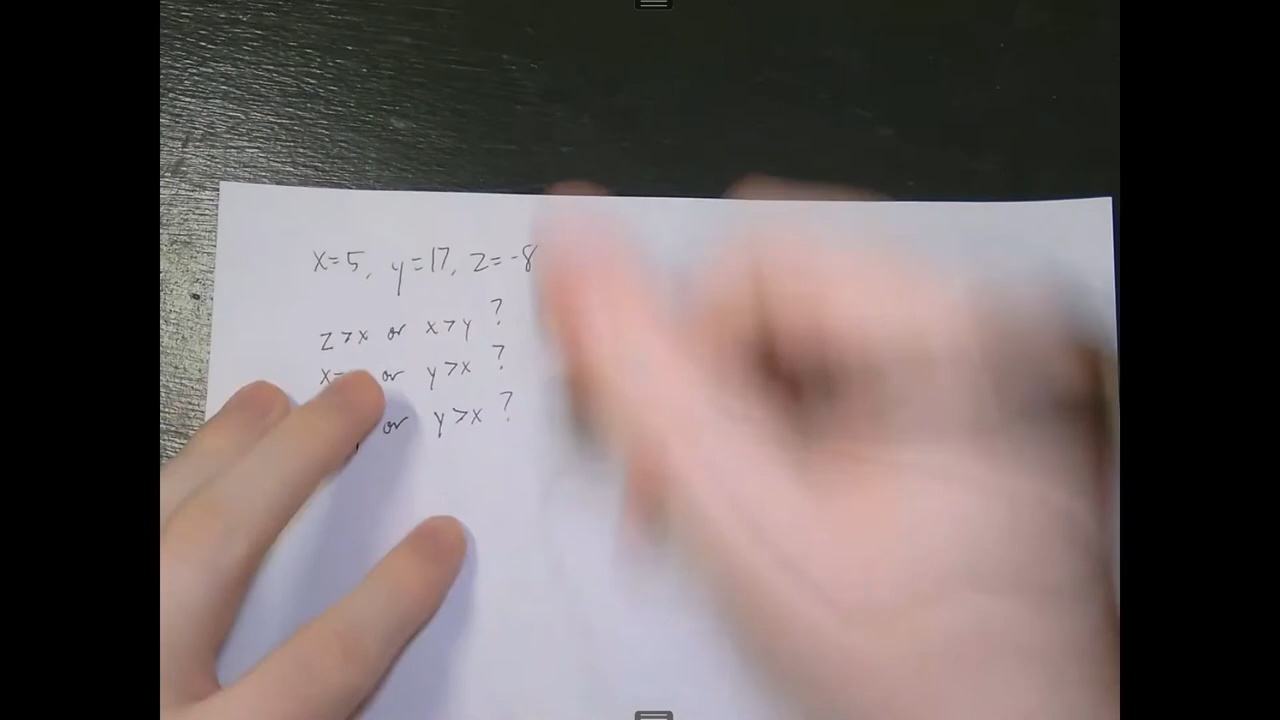 x=5, y=17, z=-8
z>x or x>y ?
x= or y>x ?
or y>x ?